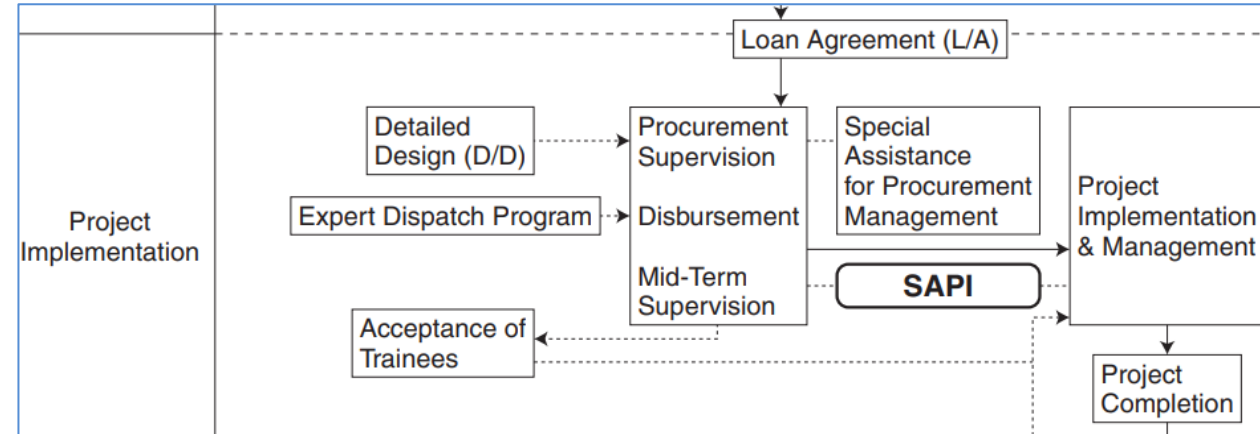 Loan Agreement (L/A)
Project
Implementation
Detailed
Design (D/D)
Expert Dispatch Program
Acceptance of
Trainees
Procurement
Supervision
Disbursement
Mid-Term
Supervision
Special
Assistance
for Procurement
Management
SAPI
Project
Implementation
& Management
Project
Completion